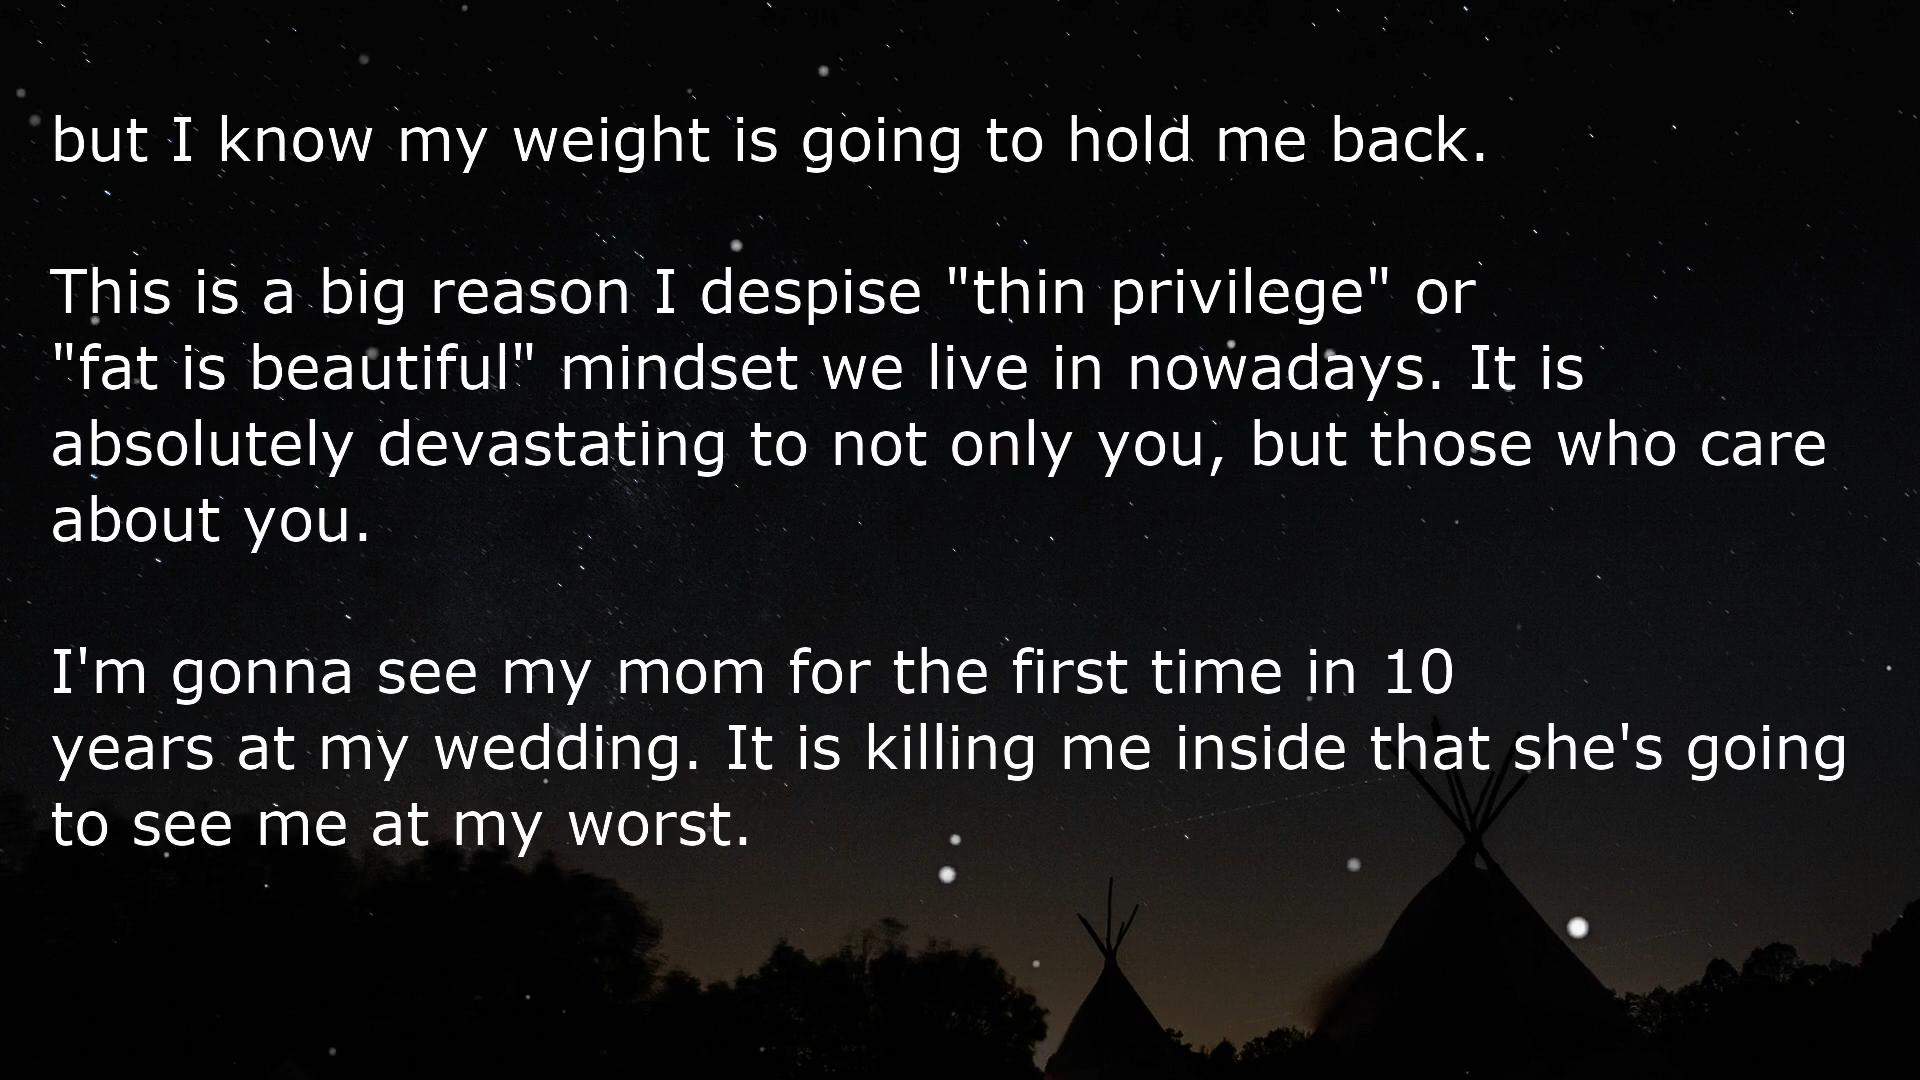 but I know my weight is going to hold me back.
This is a big reason I despise "thin privilege" or
"fat is beautiful" mindset we live in nowadays. It is
absolutely devastating to not only you, but those who care
about you.
I'm gonna see my mom for the first time in 10
years at my wedding. It is killing me inside that she's going
to see me at my worst.